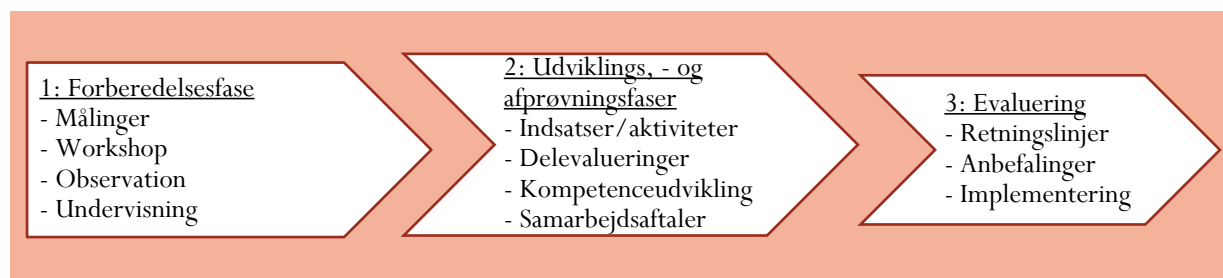 1: Forberedelsesfase
- Målinger
- Workshop
- Observation
- Undervisning
2: Udviklings, - og
afprøvningsfaser
- Indsatser/aktiviteter
- Delevalueringer
- Kompetenceudvikling
- Samarbejdsaftaler
3: Evaluering
- Retningslinjer
- Anbefalinger
- Implementering